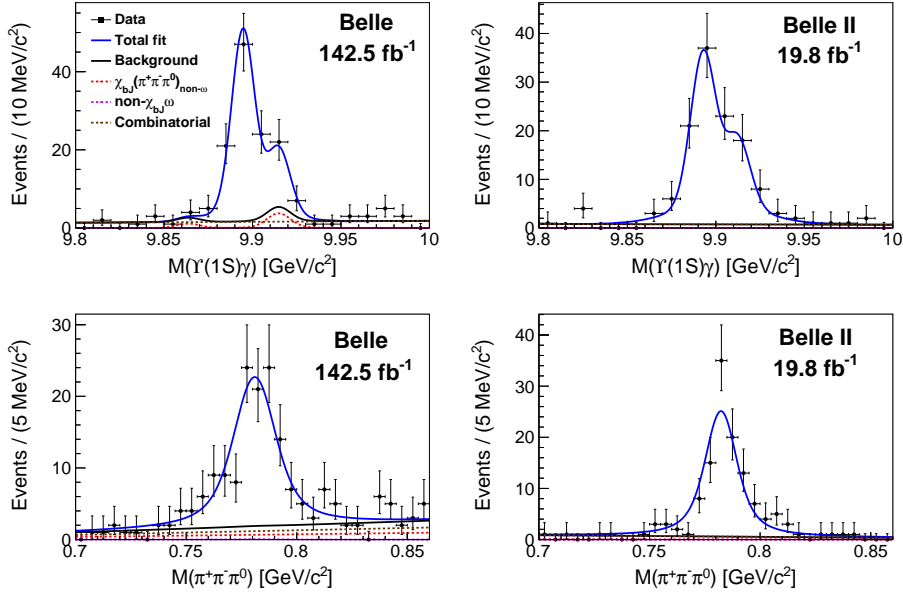 Events / (10 MeV/c²)
40
20
0
Data
Total fit
Background
χ_bJ(π⁺π⁻π⁰)_non-ω
non-χ_bJω
Combinatorial
Belle
142.5 fb⁻¹
9.8 9.85 9.9 9.95 10
M(ϒ(1S)γ) [GeV/c²]
Events / (10 MeV/c²)
40
30
20
10
0
Belle II
19.8 fb⁻¹
9.8 9.85 9.9 9.95 10
M(ϒ(1S)γ) [GeV/c²]
Events / (5 MeV/c²)
30
20
10
0
Belle
142.5 fb⁻¹
0.7 0.75 0.8 0.85
M(π⁺π⁻π⁰) [GeV/c²]
Events / (5 MeV/c²)
40
30
20
10
0
Belle II
19.8 fb⁻¹
0.7 0.75 0.8 0.85
M(π⁺π⁻π⁰) [GeV/c²]